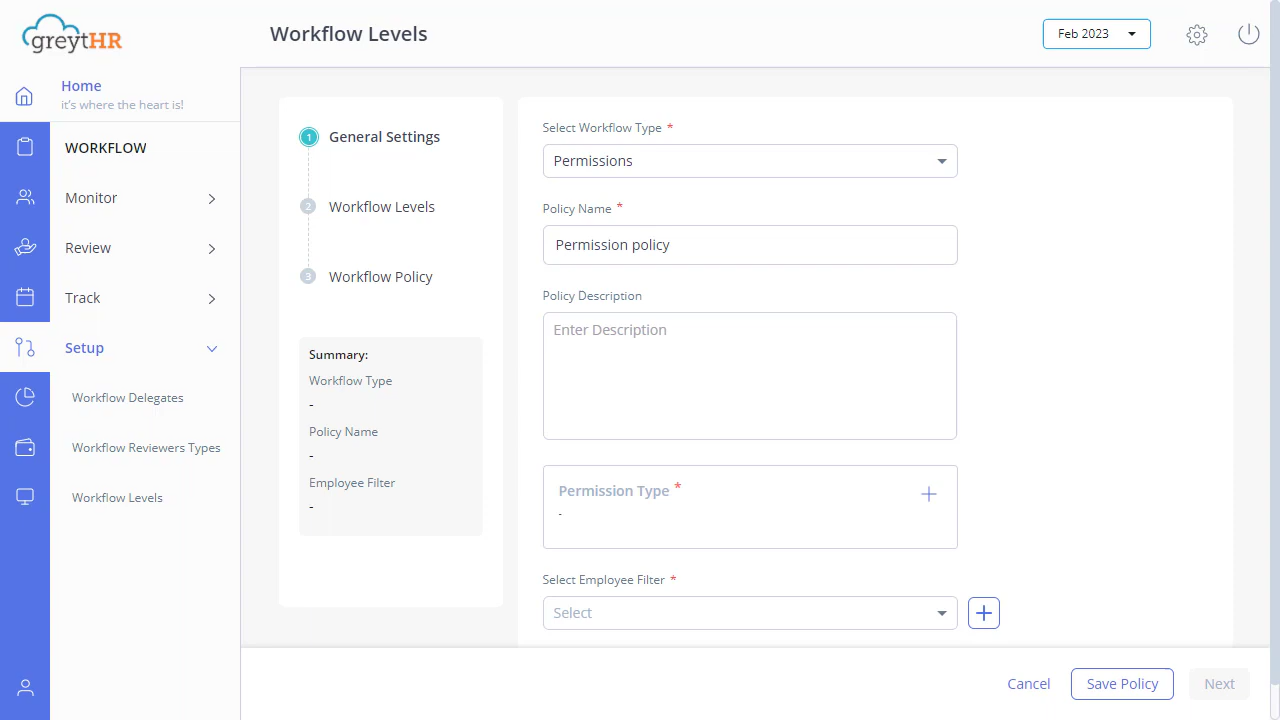 greytHR
Workflow Levels
Feb 2023
Home
it's where the heart is!
WORKFLOW
Monitor
Review
Track
Setup
Workflow Delegates
Workflow Reviewers Types
Workflow Levels
1 General Settings
2 Workflow Levels
3 Workflow Policy
Summary:
Workflow Type
-
Policy Name
-
Employee Filter
-
Select Workflow Type *
Permissions
Policy Name *
Permission policy
Policy Description
Enter Description
Permission Type *
-
Select Employee Filter *
Select
Cancel
Save Policy
Next